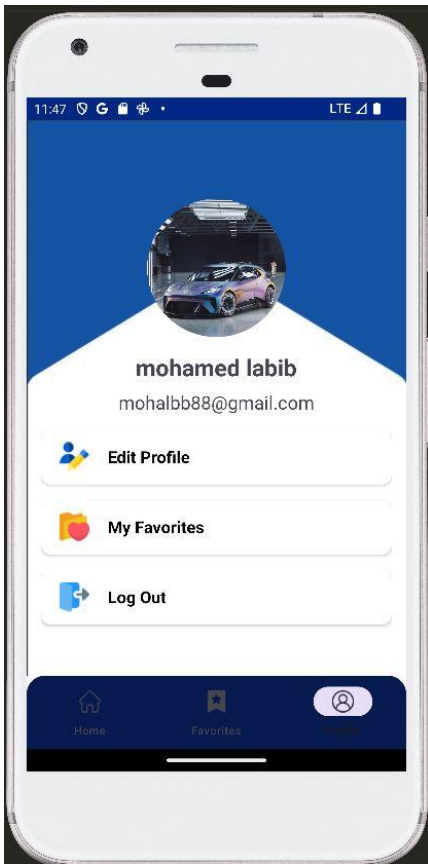 11:47 G LTE
mohamed labib
mohalbb88@gmail.com
Edit Profile
My Favorites
Log Out
Home
Favorites